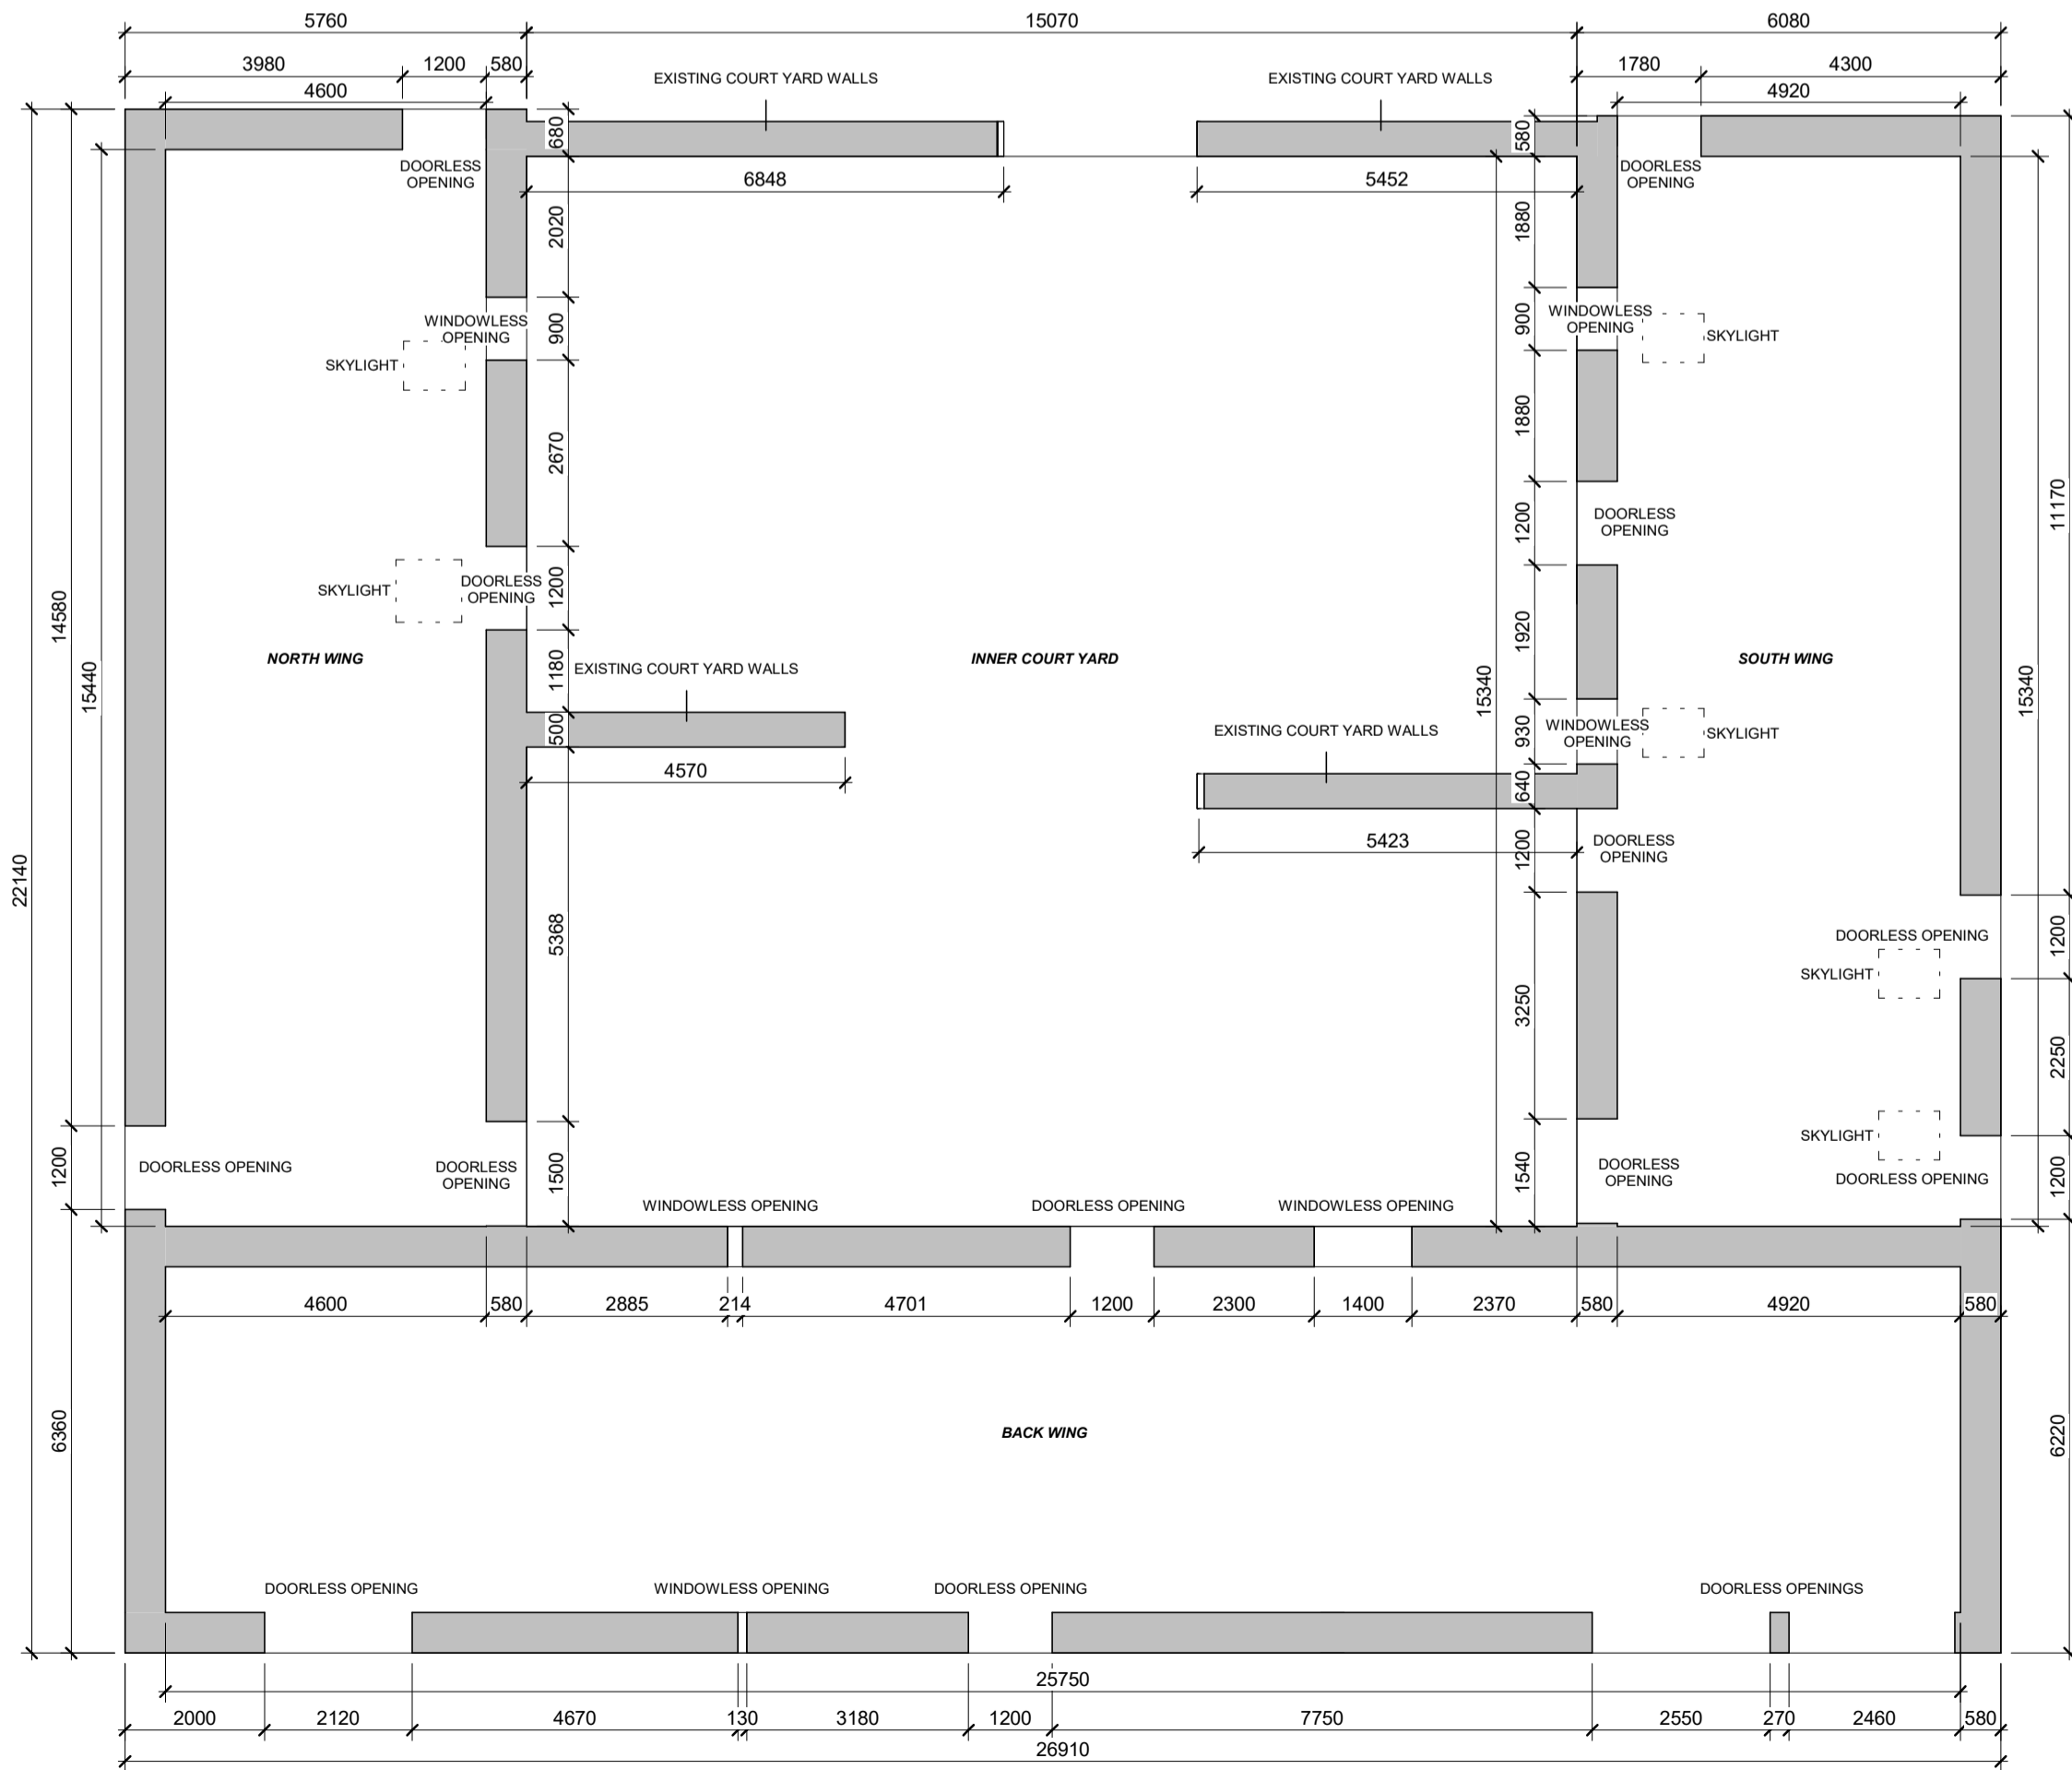 5760 15070 6080
3980 1200 580 EXISTING COURT YARD WALLS EXISTING COURT YARD WALLS 1780 4300
4600 4920
680 580
DOORLESS
OPENING
DOORLESS
OPENING
6848 5452
2020 1880
WINDOWLESS
OPENING
900
WINDOWLESS
OPENING
900
SKYLIGHT SKYLIGHT
2670 1880
11170
DOORLESS
OPENING
1200
SKYLIGHT
DOORLESS
OPENING
1200
14580
1920
NORTH WING INNER COURT YARD SOUTH WING
1180 EXISTING COURT YARD WALLS
15440 15340 15340
500
EXISTING COURT YARD WALLS
WINDOWLESS
OPENING
930
SKYLIGHT
4570
640
5423
1200
DOORLESS
OPENING
22140
5368
DOORLESS OPENING
1200
SKYLIGHT
3250
2250
SKYLIGHT
1200
DOORLESS OPENING
DOORLESS
OPENING
1500
1540
DOORLESS
OPENING
DOORLESS OPENING
1200
WINDOWLESS OPENING DOORLESS OPENING WINDOWLESS OPENING
4600 580 2885 214 4701 1200 2300 1400 2370 580 4920 580
6360 BACK WING 6220
DOORLESS OPENING WINDOWLESS OPENING DOORLESS OPENING DOORLESS OPENINGS
25750
2000 2120 4670 130 3180 1200 7750 2550 270 2460 580
26910